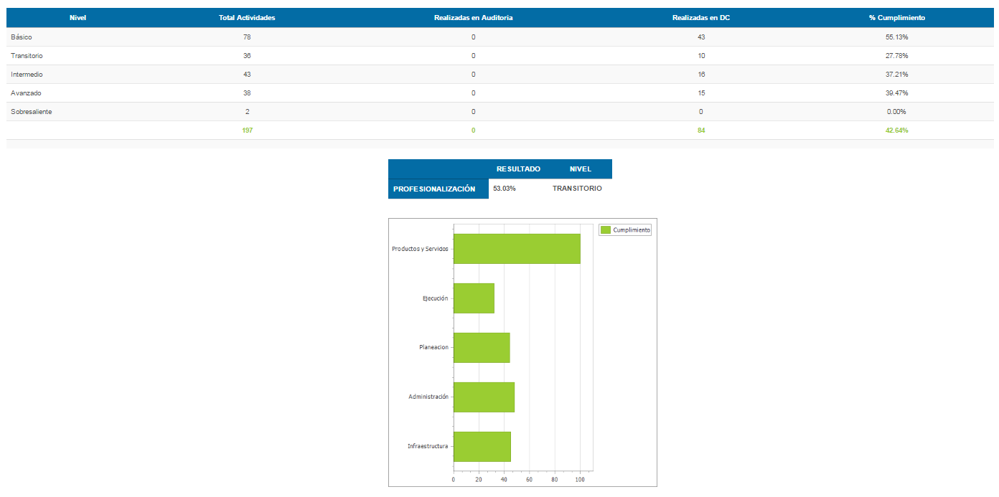 Nivel Total Actividades Realizadas en Auditoria Realizadas en DC % Cumplimiento
Básico 78 0 43 55.13%
Transitorio 36 0 10 27.78%
Intermedio 43 0 16 37.21%
Avanzado 38 0 15 39.47%
Sobresaliente 2 0 0 0.00%
197 0 84 42.64%
RESULTADO NIVEL
PROFESIONALIZACIÓN 53.03% TRANSITORIO
Cumplimiento
Productos y Servicios
Ejecución
Planeacion
Administración
Infraestructura
0 20 40 60 80 100